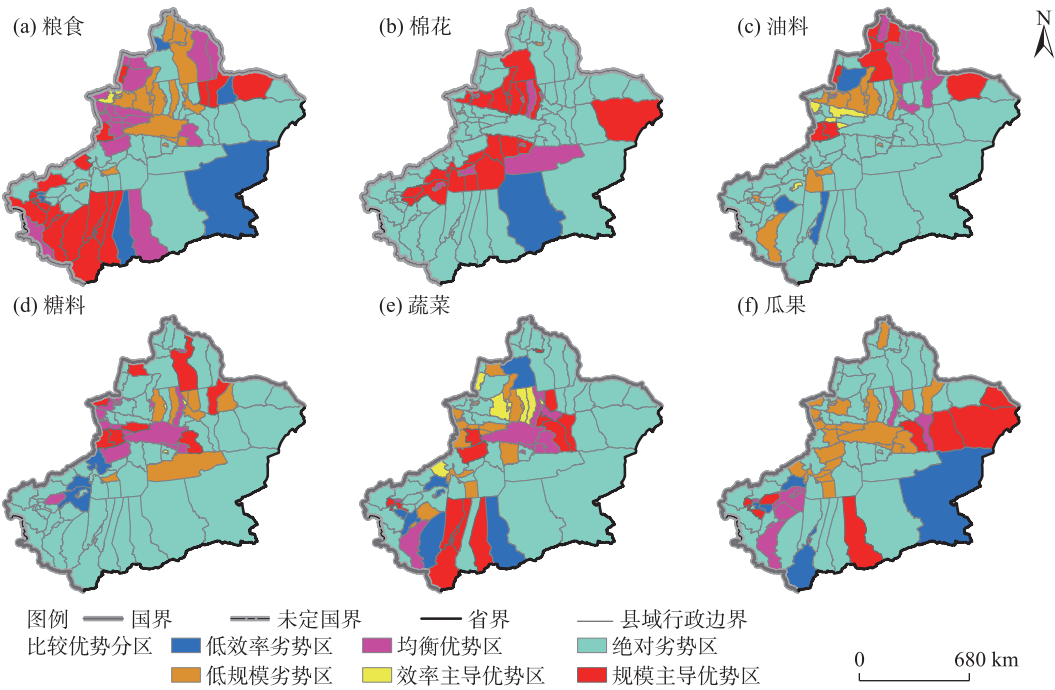 (a) 粮食
(b) 棉花
(c) 油料
N
(d) 糖料
(e) 蔬菜
(f) 瓜果
图例 国界 未定国界 省界 县域行政边界
比较优势分区 低效率劣势区 均衡优势区 绝对劣势区
低规模劣势区 效率主导优势区 规模主导优势区
0 680 km